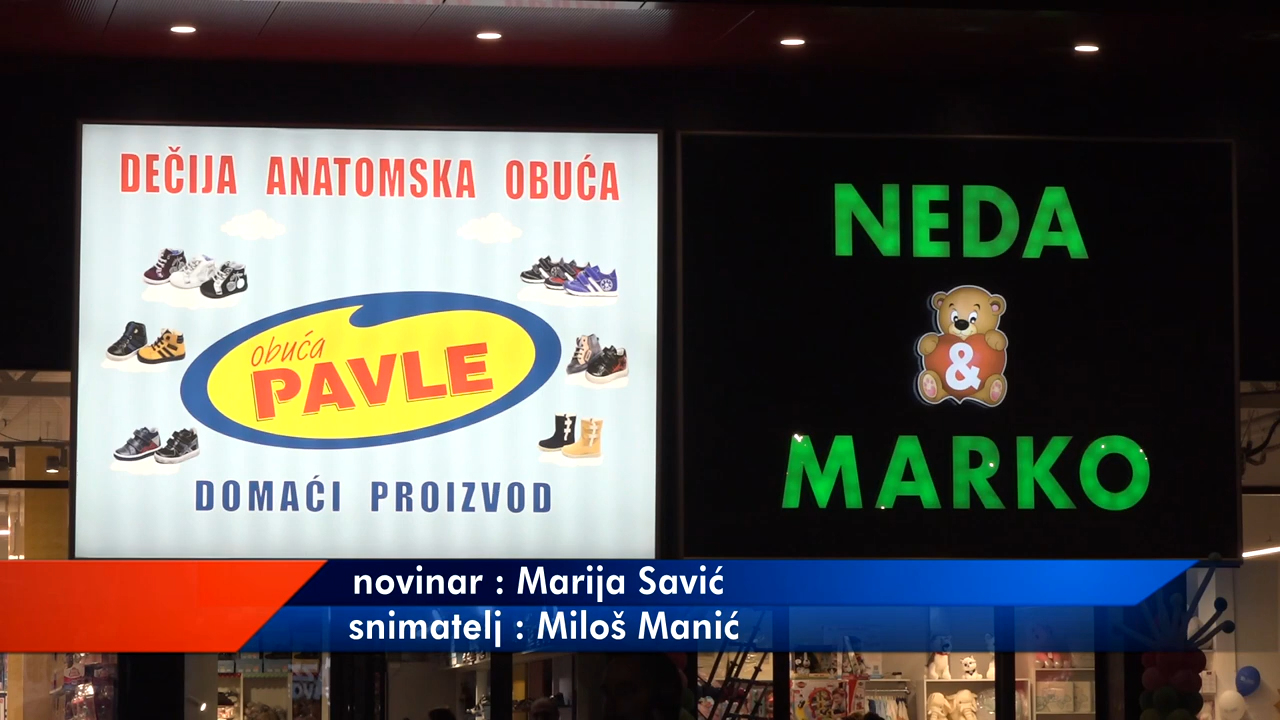 DEČIJA ANATOMSKA OBUĆA
obuća
PAVLE
DOMAĆI PROIZVOD
NEDA
&
MARKO
novinar : Marija Savić
snimatelj : Miloš Manić